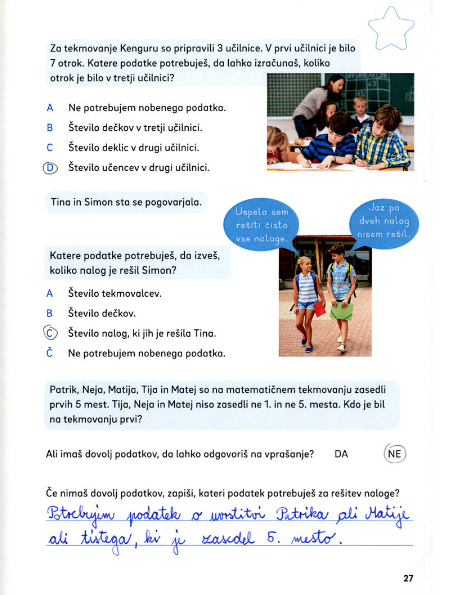 Za tekmovanje Kenguru so pripravili 3 učilnice. V prvi učilnici je bilo
7 otrok. Katere podatke potrebuješ, da lahko izračunaš, koliko
otrok je bilo v tretji učilnici?
A Ne potrebujem nobenega podatka.
B Število dečkov v tretji učilnici.
C Število deklic v drugi učilnici.
D Število učencev v drugi učilnici.
Tina in Simon sta se pogovarjala.
Uspela sem
rešiti čisto
vse naloge.
Jaz pa
dveh nalog
nisem rešil.
Katere podatke potrebuješ, da izveš,
koliko nalog je rešil Simon?
A Število tekmovalcev.
B Število dečkov.
C Število nalog, ki jih je rešila Tina.
Č Ne potrebujem nobenega podatka.
Patrik, Neja, Matija, Tija in Matej so na matematičnem tekmovanju zasedli
prvih 5 mest. Tija, Neja in Matej niso zasedli ne 1. in ne 5. mesta. Kdo je bil
na tekmovanju prvi?
Ali imaš dovolj podatkov, da lahko odgovoriš na vprašanje? DA NE
Če nimaš dovolj podatkov, zapiši, kateri podatek potrebuješ za rešitev naloge?
Potrebujem podatek o uvrstitvi Patrika ali Matije
ali tistega, ki je zasedel 5. mesto.
27